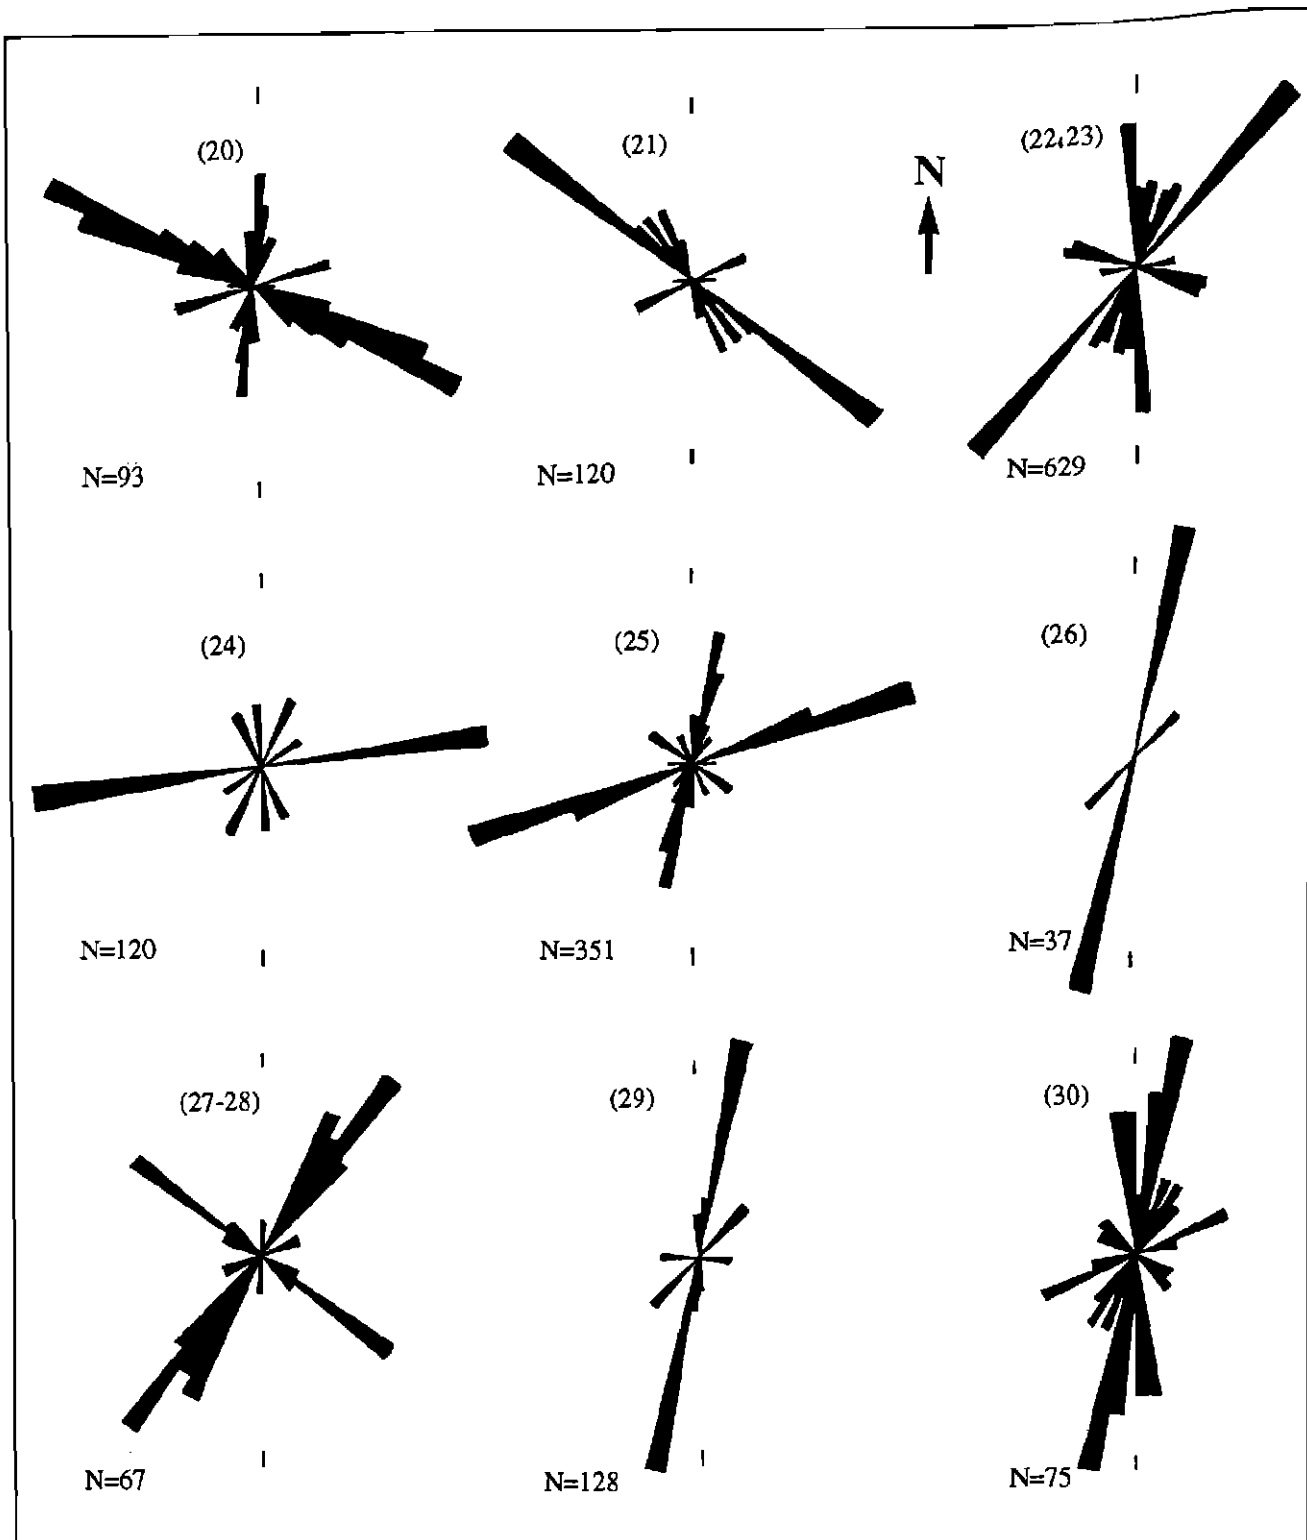 (20)
(21)
(22,23)
N
N=93
N=120
N=629
(24)
(25)
(26)
N=120
N=351
N=37
(27-28)
(29)
(30)
N=67
N=128
N=75